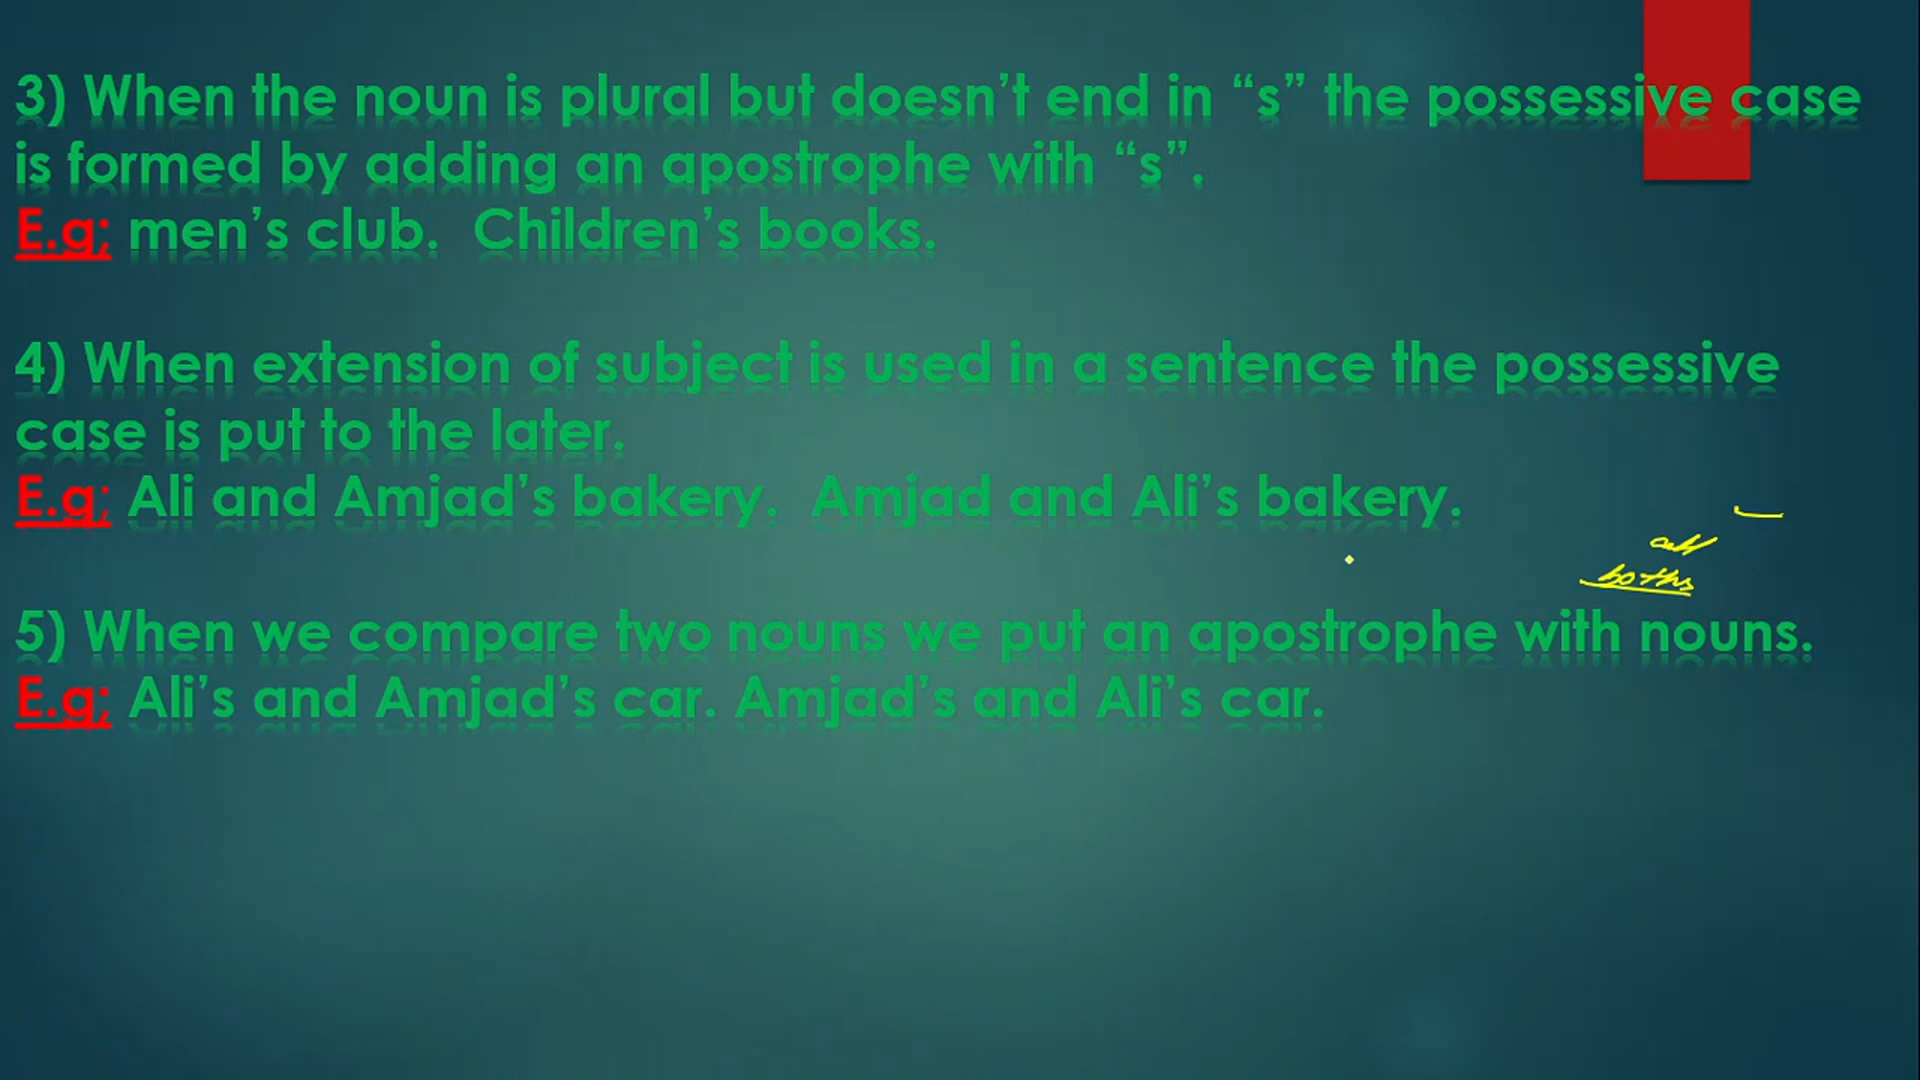 3) When the noun is plural but doesn’t end in “s” the possessive case
is formed by adding an apostrophe with “s”.
E.g; men’s club.  Children’s books.
4) When extension of subject is used in a sentence the possessive
case is put to the later.
E.g; Ali and Amjad’s bakery.  Amjad and Ali’s bakery.
5) When we compare two nouns we put an apostrophe with nouns.
E.g; Ali’s and Amjad’s car. Amjad’s and Ali’s car.